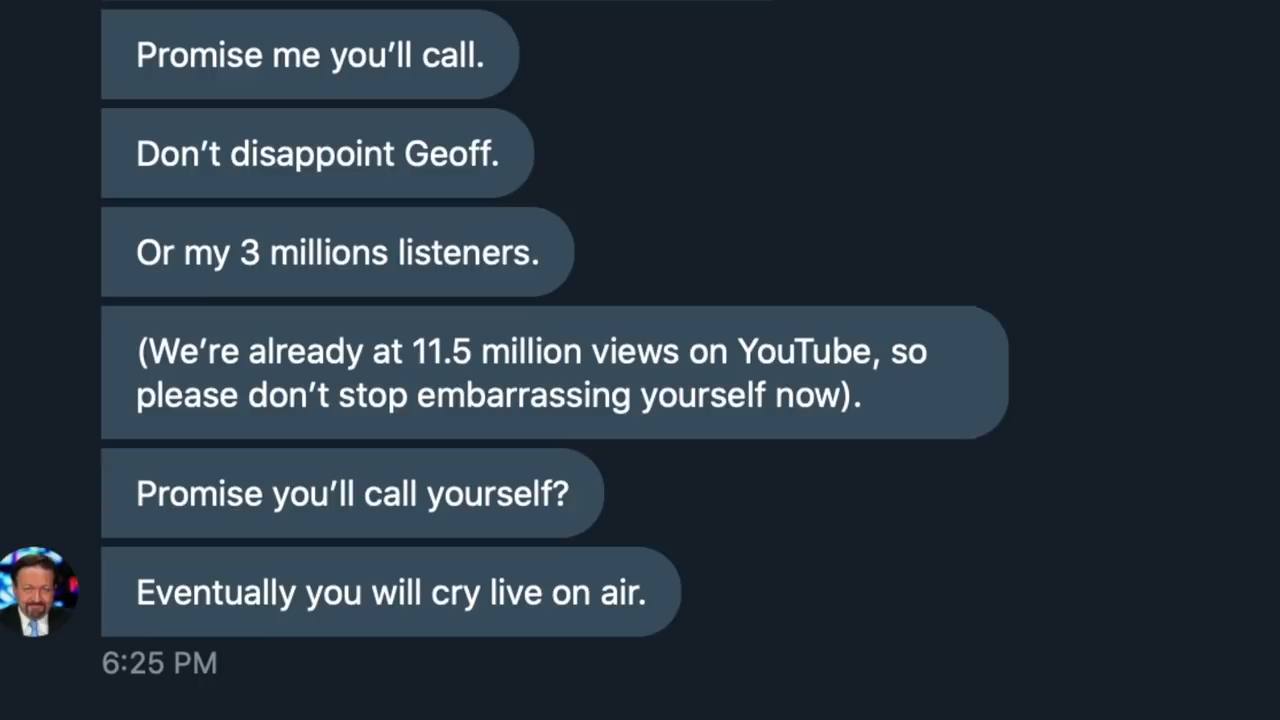 Promise me you’ll call.
Don’t disappoint Geoff.
Or my 3 millions listeners.
(We’re already at 11.5 million views on YouTube, so
please don’t stop embarrassing yourself now).
Promise you’ll call yourself?
Eventually you will cry live on air.
6:25 PM